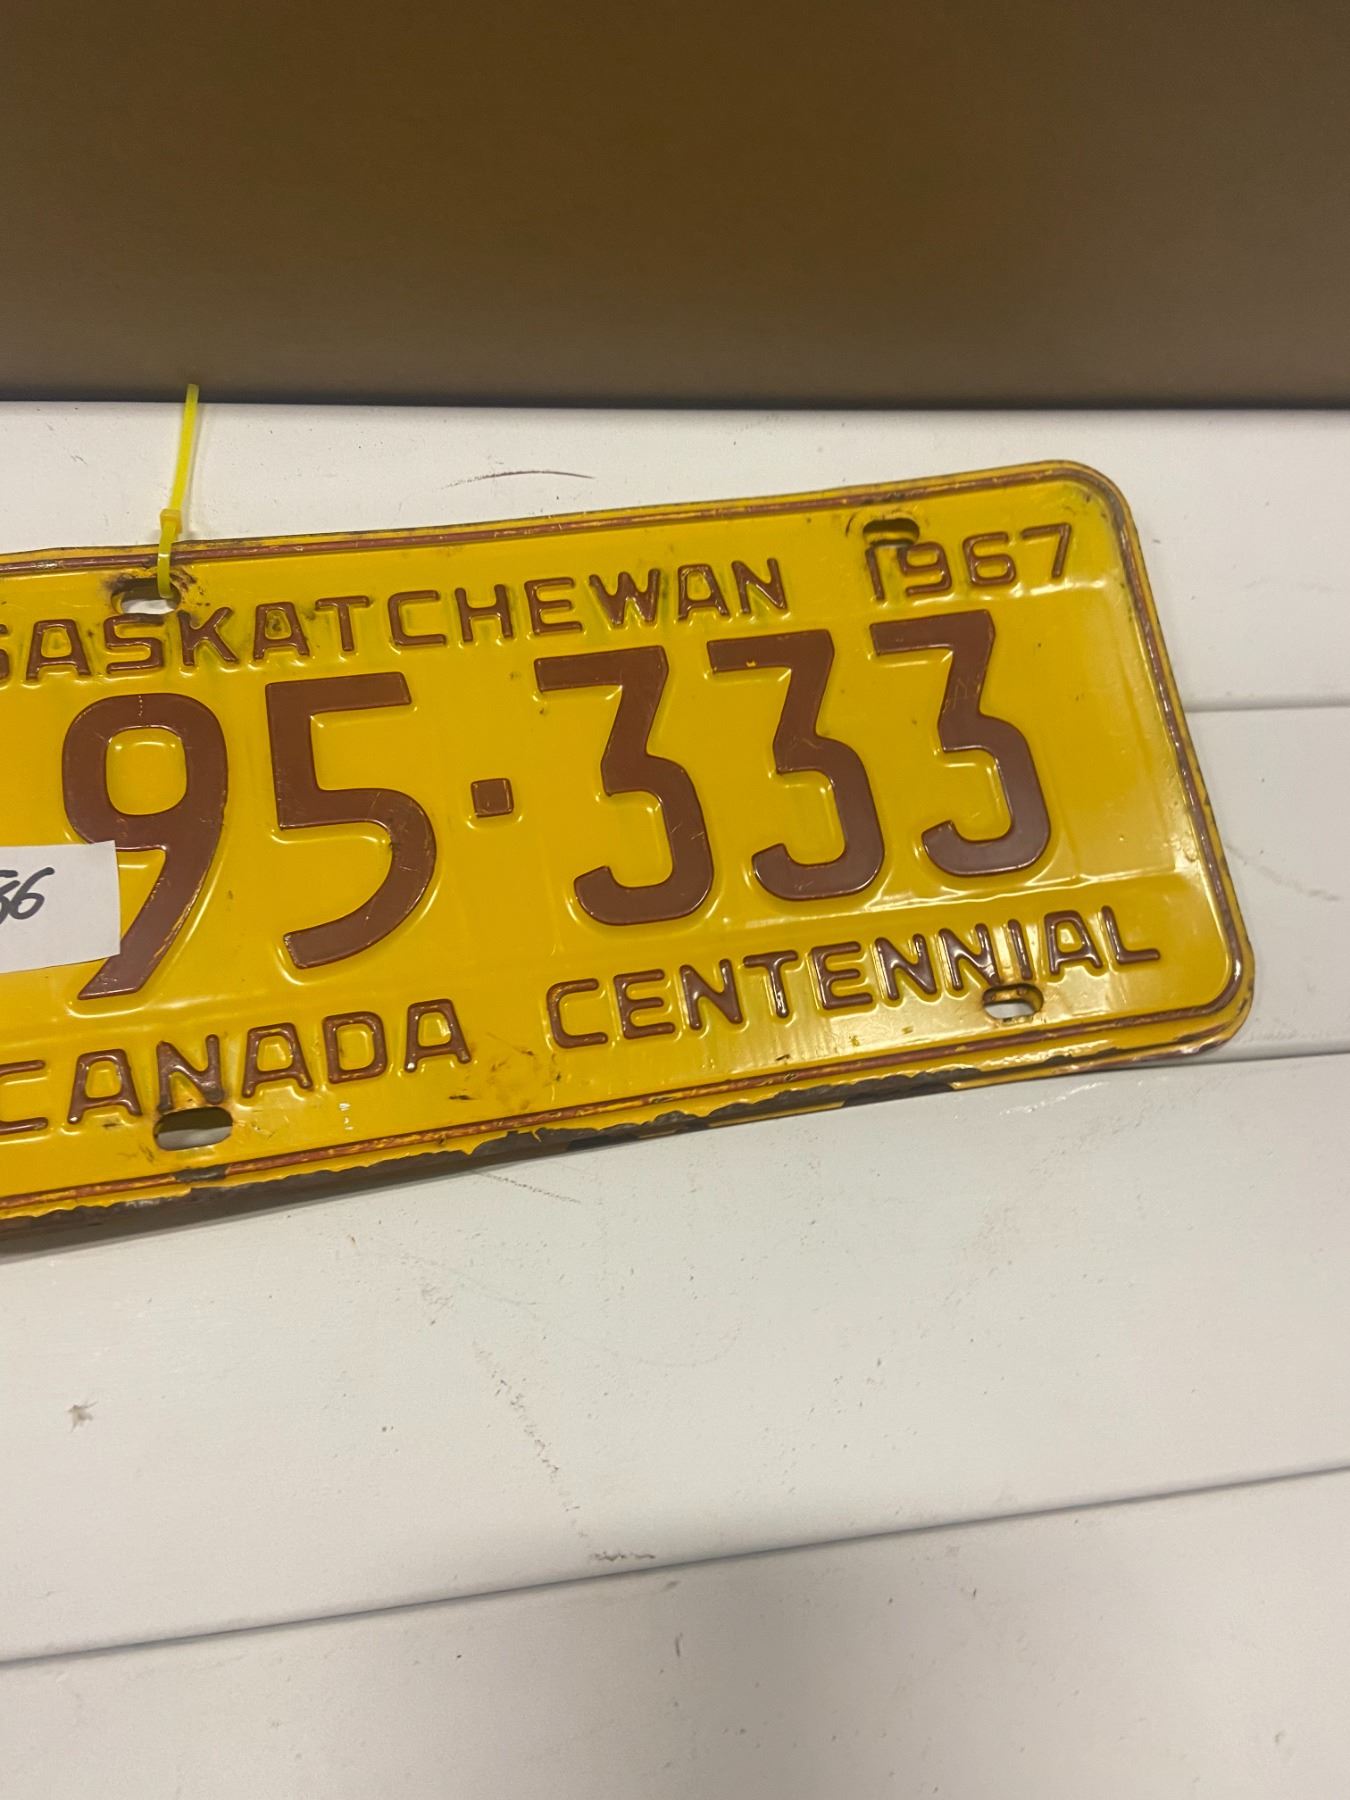 SASKATCHEWAN 1967
95·333
CANADA CENTENNIAL